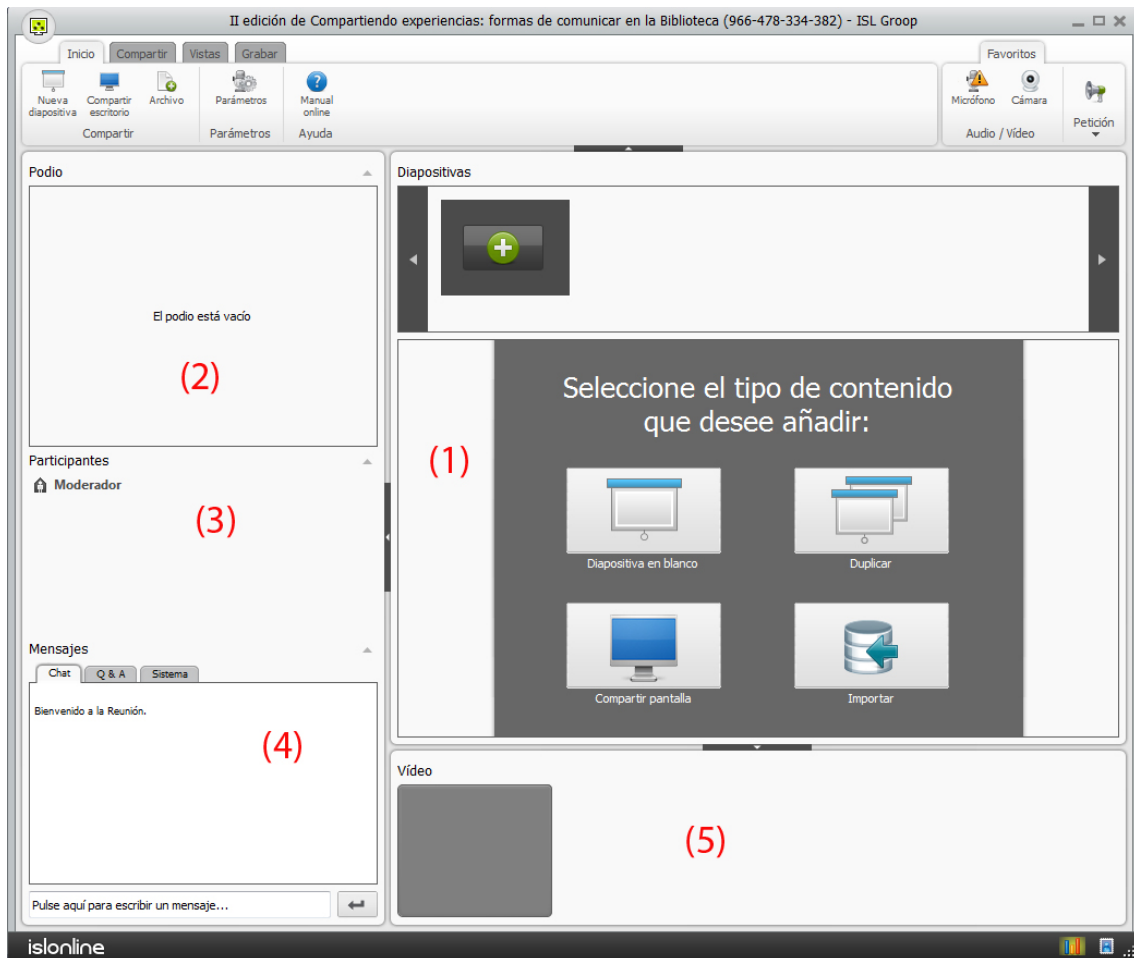 II edición de Compartiendo experiencias: formas de comunicar en la Biblioteca (966-478-334-382) - ISL Groop
Inicio
Compartir
Vistas
Grabar
Favoritos
Nueva
diapositiva
Compartir
escritorio
Archivo
Parámetros
Manual
online
Compartir
Parámetros
Ayuda
Micrófono
Cámara
Audio / Vídeo
Petición
Podio
El podio está vacío
(2)
Participantes
Moderador
(3)
Mensajes
Chat
Q & A
Sistema
Bienvenido a la Reunión.
(4)
Pulse aquí para escribir un mensaje...
Diapositivas
Seleccione el tipo de contenido
que desee añadir:
(1)
Diapositiva en blanco
Duplicar
Compartir pantalla
Importar
Vídeo
(5)
islonline